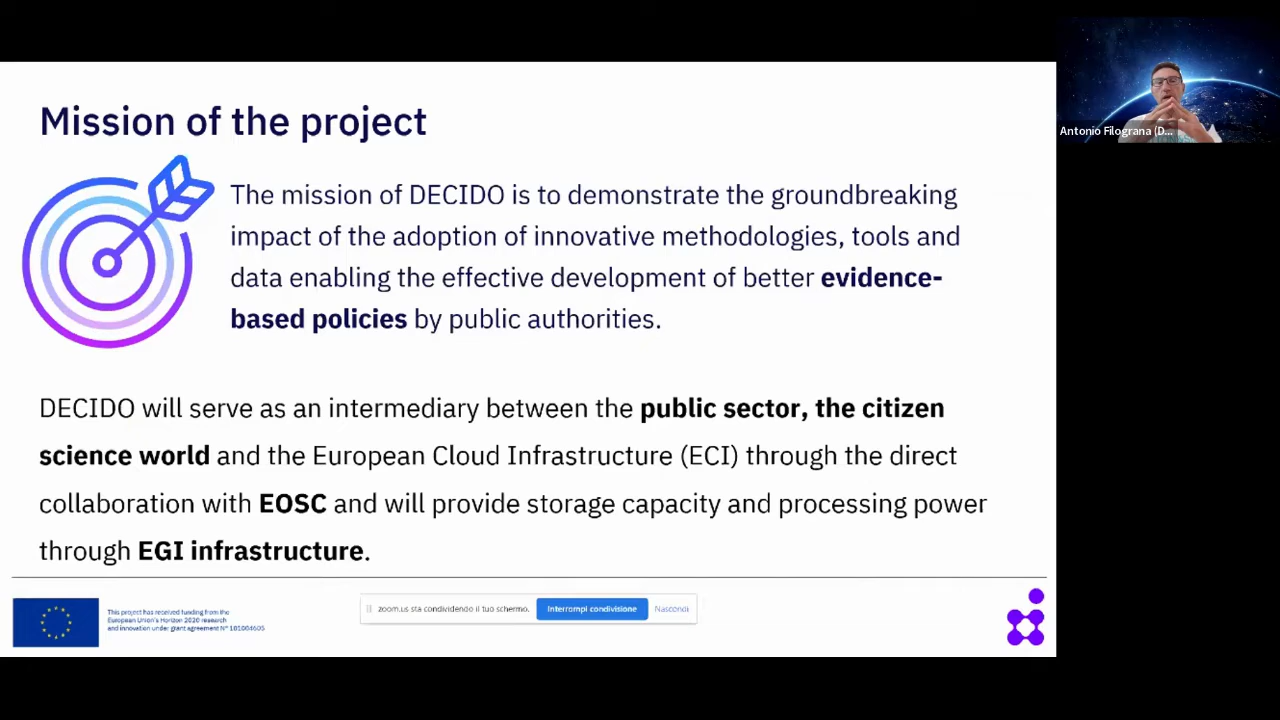 Mission of the project
The mission of DECIDO is to demonstrate the groundbreaking
impact of the adoption of innovative methodologies, tools and
data enabling the effective development of better evidence-
based policies by public authorities.
DECIDO will serve as an intermediary between the public sector, the citizen
science world and the European Cloud Infrastructure (ECI) through the direct
collaboration with EOSC and will provide storage capacity and processing power
through EGI infrastructure.
This project has received funding from the
European Union's Horizon 2020 research
and innovation under grant agreement N° 101004605
zoom.us sta condividendo il tuo schermo.
Interrompi condivisione
Nascondi
Antonio Filograna (D...